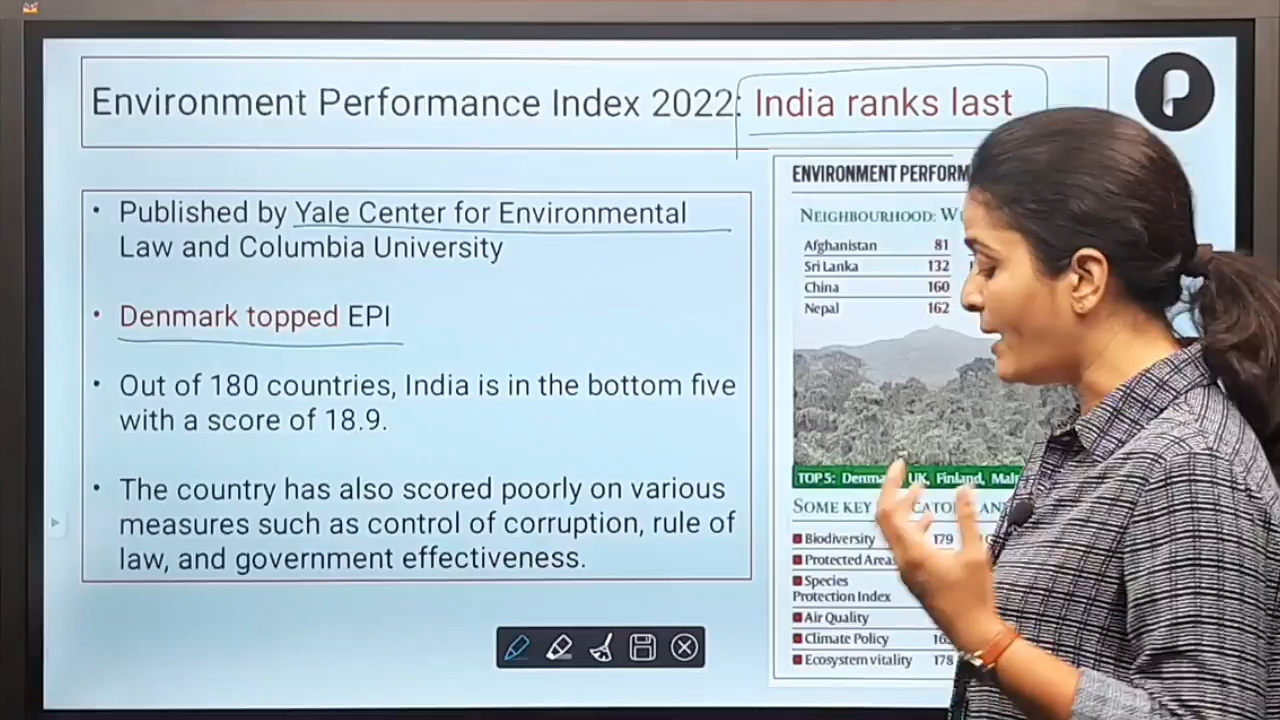 Environment Performance Index 2022: India ranks last
• Published by Yale Center for Environmental
Law and Columbia University
• Denmark topped EPI
• Out of 180 countries, India is in the bottom five
with a score of 18.9.
• The country has also scored poorly on various
measures such as control of corruption, rule of
law, and government effectiveness.
ENVIRONMENT
NEIGHBOURHOOD:
Afghanistan 81
Sri Lanka 132
China 160
Nepal 162
TOP 5: UK, Finland,
SOME KEY
Biodiversity 179
Protected
Species
Protection Index
Air Quality
Climate Policy
Ecosystem vitality 178